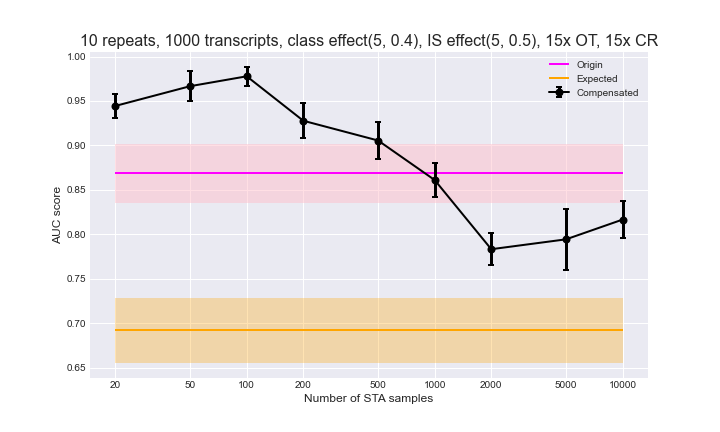 10 repeats, 1000 transcripts, class effect(5, 0.4), IS effect(5, 0.5), 15x OT, 15x CR
Origin
Expected
Compensated
AUC score
1.00
0.95
0.90
0.85
0.80
0.75
0.70
0.65
20 50 100 200 500 1000 2000 5000 10000
Number of STA samples